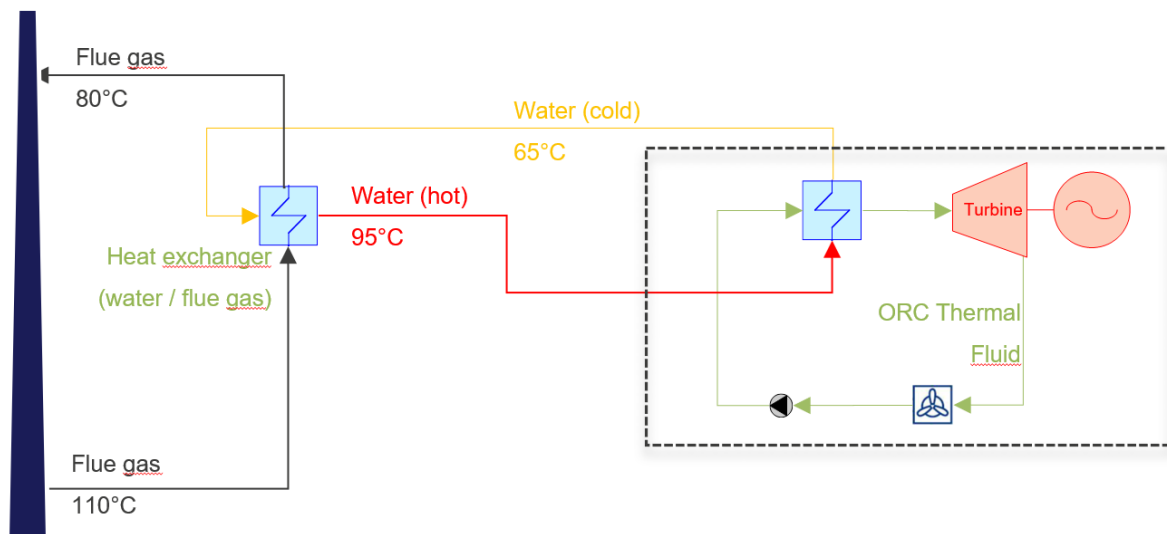 Flue gas
80°C
Water (cold)
65°C
Water (hot)
95°C
Heat exchanger
(water / flue gas)
Turbine
ORC Thermal
Fluid
Flue gas
110°C